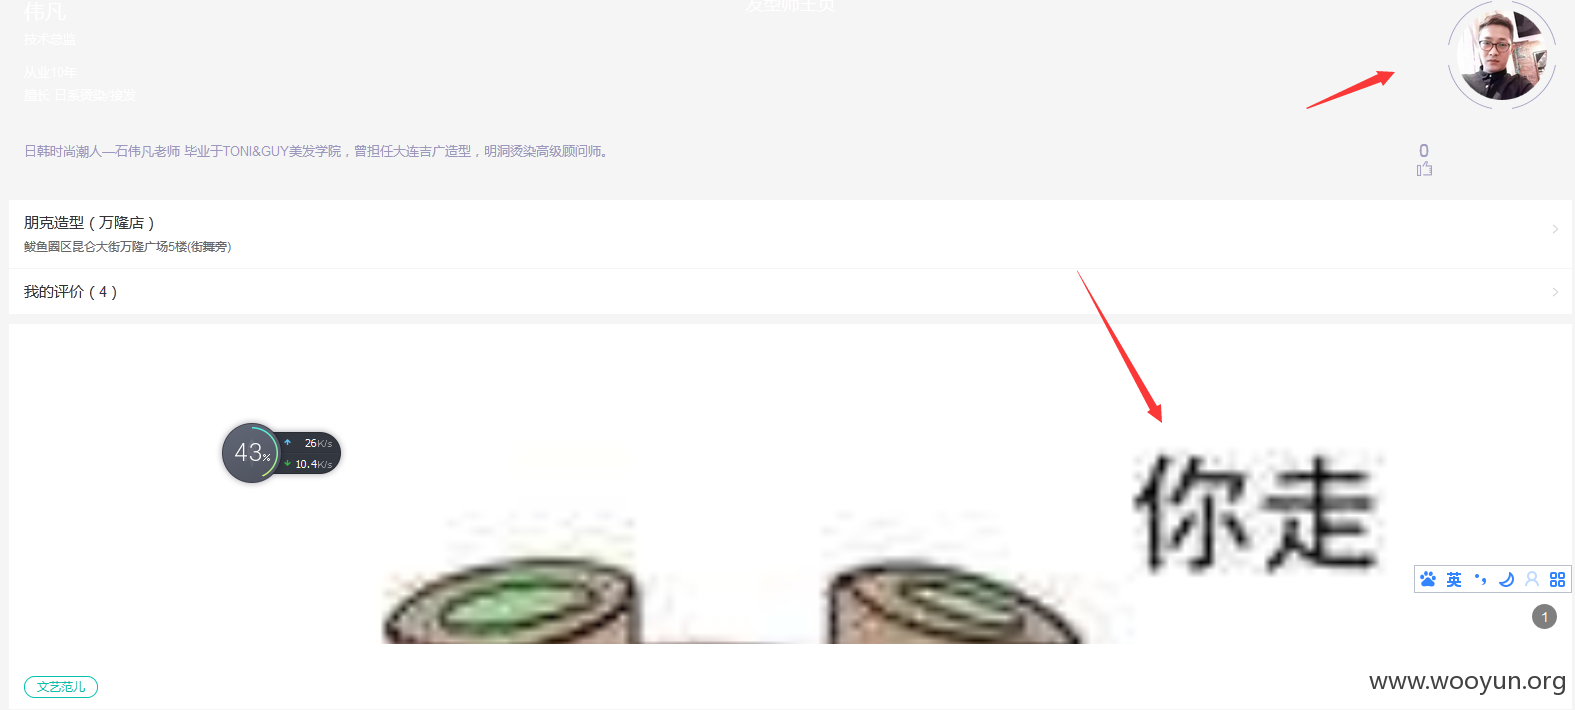 发型师主页
伟凡
技术总监
从业10年
擅长 日系烫染/接发
日韩时尚潮人—石伟凡老师 毕业于TONI&GUY美发学院，曾担任大连吉广造型，明洞烫染高级顾问师。
0
朋克造型（万隆店）
鲅鱼圈区昆仑大街万隆广场5楼(街舞旁)
我的评价（4）
43%
26K/s
10.4K/s
你走
英
1
文艺范儿
www.wooyun.org